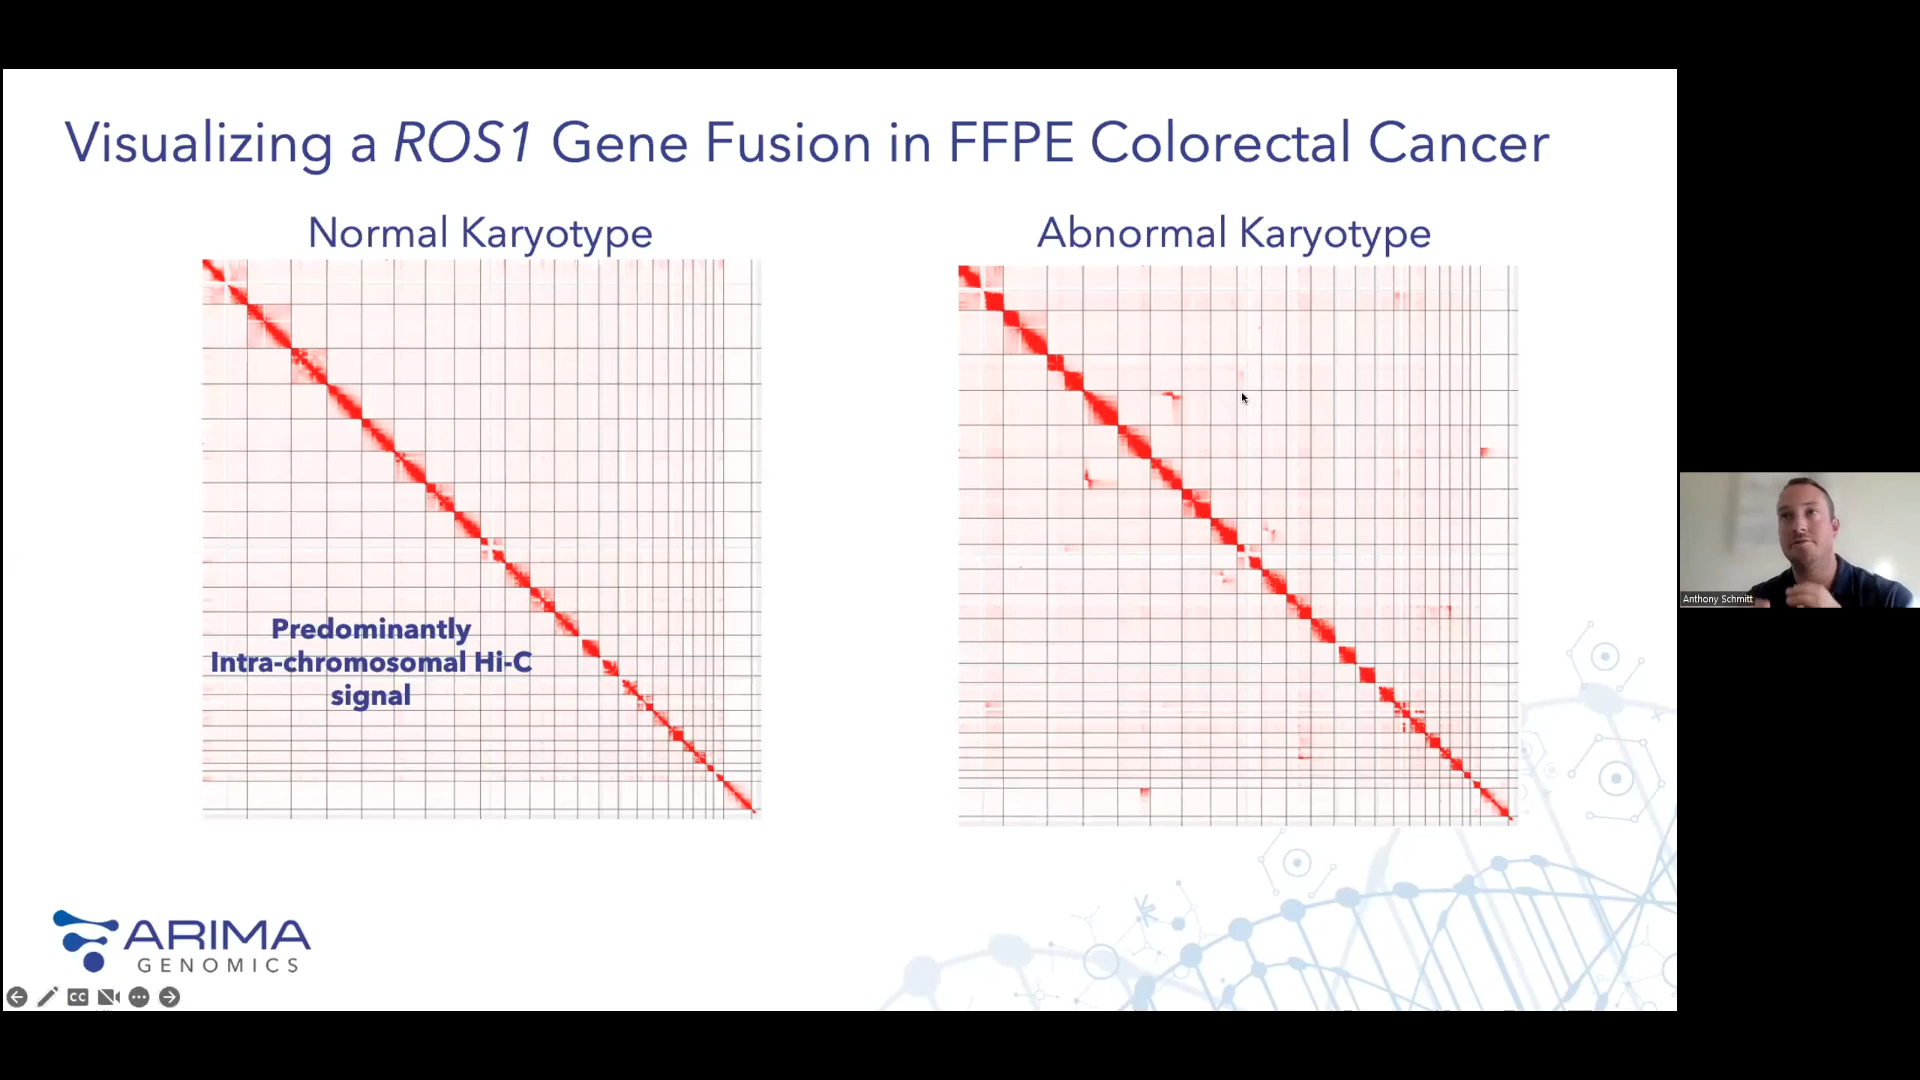 Visualizing a ROS1 Gene Fusion in FFPE Colorectal Cancer
Normal Karyotype
Abnormal Karyotype
Predominantly
Intra-chromosomal Hi-C
signal
ARIMA
GENOMICS
CC
Anthony Schmitt